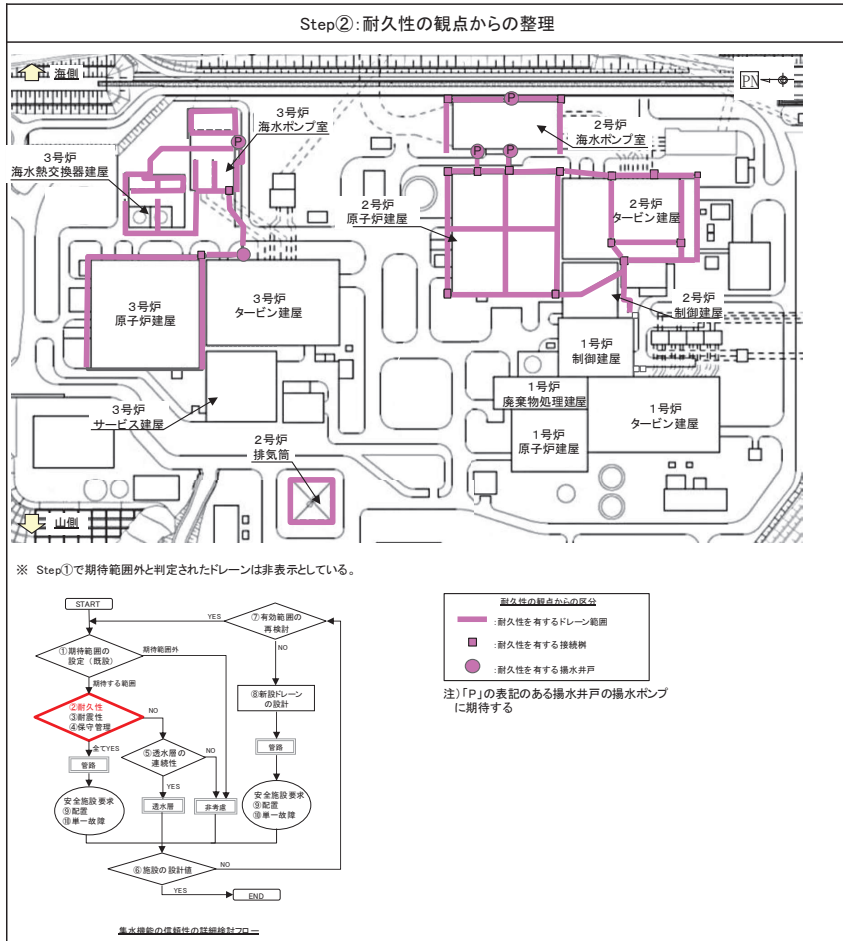 Step②：耐久性の観点からの整理
海側
PN
3号炉
海水ポンプ室
2号炉
海水ポンプ室
3号炉
海水熱交換器建屋
2号炉
原子炉建屋
2号炉
タービン建屋
3号炉
原子炉建屋
3号炉
タービン建屋
2号炉
制御建屋
1号炉
制御建屋
3号炉
サービス建屋
1号炉
廃棄物処理建屋
1号炉
原子炉建屋
1号炉
タービン建屋
2号炉
排気筒
山側
P
P
P
P
※ Step①で期待範囲外と判定されたドレーンは非表示としている。
START
YES
⑦有効範囲の
再検討
①期待範囲の
設定（既設）
期待範囲外
NO
期待する範囲
⑧新設ドレーン
の設計
②耐久性
③耐震性
④保守管理
NO
全てYES
⑤透水層の
連続性
NO
管路
管路
YES
安全施設要求
⑨配置
⑩単一故障
透水層
非考慮
安全施設要求
⑨配置
⑩単一故障
⑥施設の設計値
NO
YES
END
集水機能の信頼性の詳細検討フロー
耐久性の観点からの区分
：耐久性を有するドレーン範囲
：耐久性を有する接続桝
：耐久性を有する揚水井戸
注）「P」の表記のある揚水井戸の揚水ポンプ
に期待する